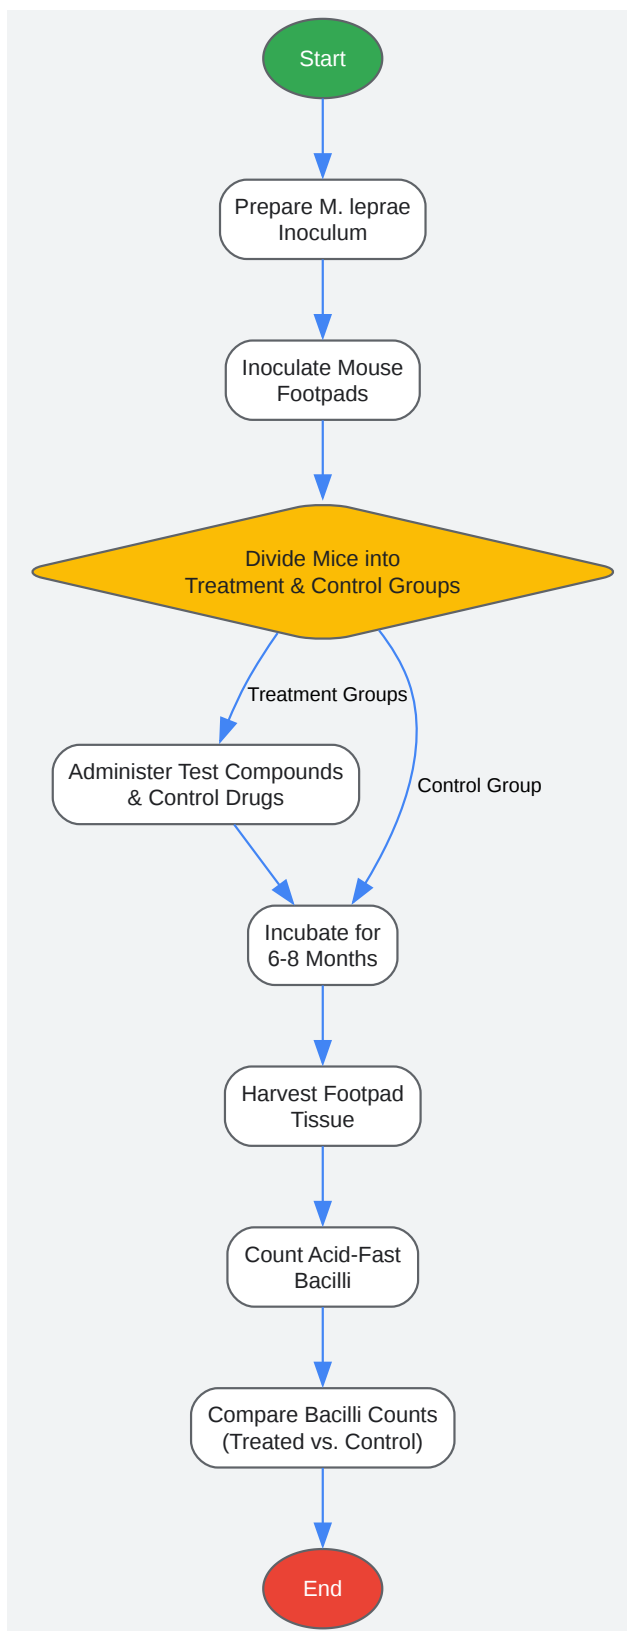 Start
Prepare M. leprae
Inoculum
Inoculate Mouse
Footpads
Divide Mice into
Treatment & Control Groups
Treatment Groups
Administer Test Compounds
& Control Drugs
Control Group
Incubate for
6-8 Months
Harvest Footpad
Tissue
Count Acid-Fast
Bacilli
Compare Bacilli Counts
(Treated vs. Control)
End